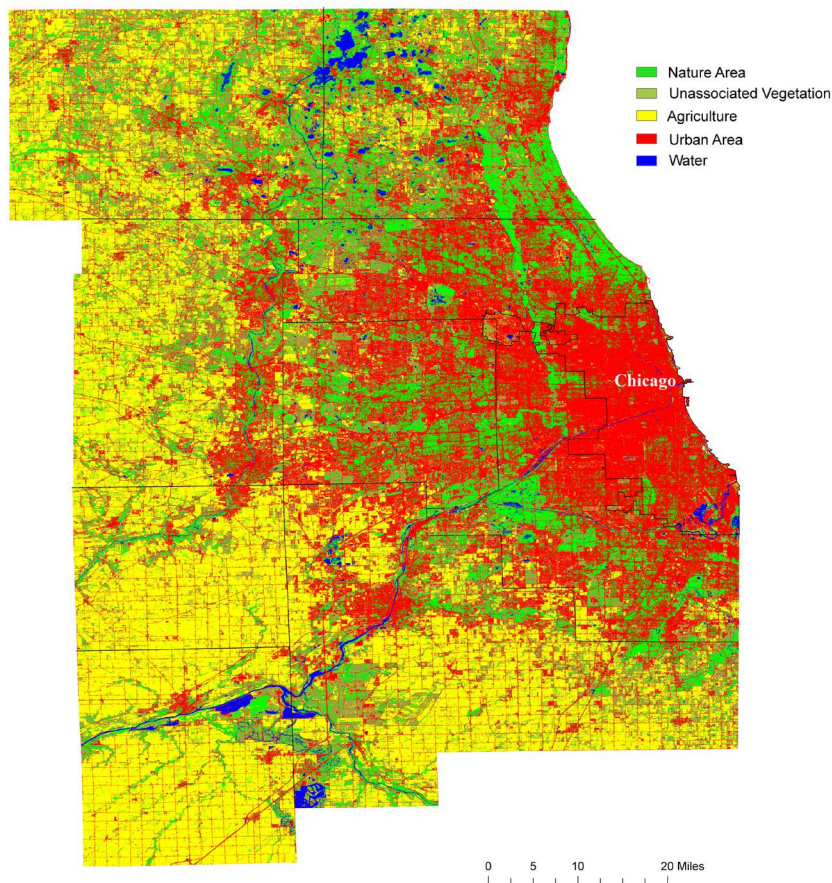 Nature Area
Unassociated Vegetation
Agriculture
Urban Area
Water
Chicago
0 5 10 20 Miles